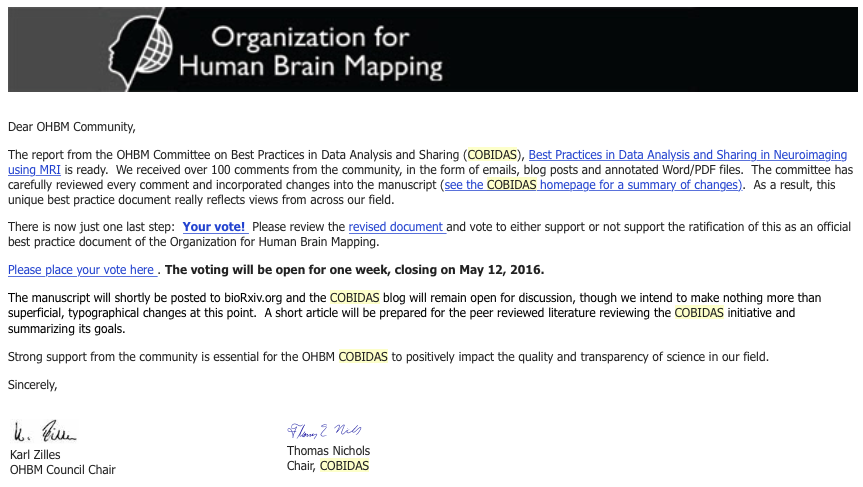 Organization for
Human Brain Mapping
Dear OHBM Community,
The report from the OHBM Committee on Best Practices in Data Analysis and Sharing (COBIDAS), Best Practices in Data Analysis and Sharing in Neuroimaging
using MRI is ready.  We received over 100 comments from the community, in the form of emails, blog posts and annotated Word/PDF files.  The committee has
carefully reviewed every comment and incorporated changes into the manuscript (see the COBIDAS homepage for a summary of changes).  As a result, this
unique best practice document really reflects views from across our field.
There is now just one last step:  Your vote!  Please review the revised document and vote to either support or not support the ratification of this as an official
best practice document of the Organization for Human Brain Mapping.
Please place your vote here . The voting will be open for one week, closing on May 12, 2016.
The manuscript will shortly be posted to bioRxiv.org and the COBIDAS blog will remain open for discussion, though we intend to make nothing more than
superficial, typographical changes at this point.  A short article will be prepared for the peer reviewed literature reviewing the COBIDAS initiative and
summarizing its goals.
Strong support from the community is essential for the OHBM COBIDAS to positively impact the quality and transparency of science in our field.
Sincerely,
K. Zilles
Thomas E Nichols
Karl Zilles
Thomas Nichols
OHBM Council Chair
Chair, COBIDAS